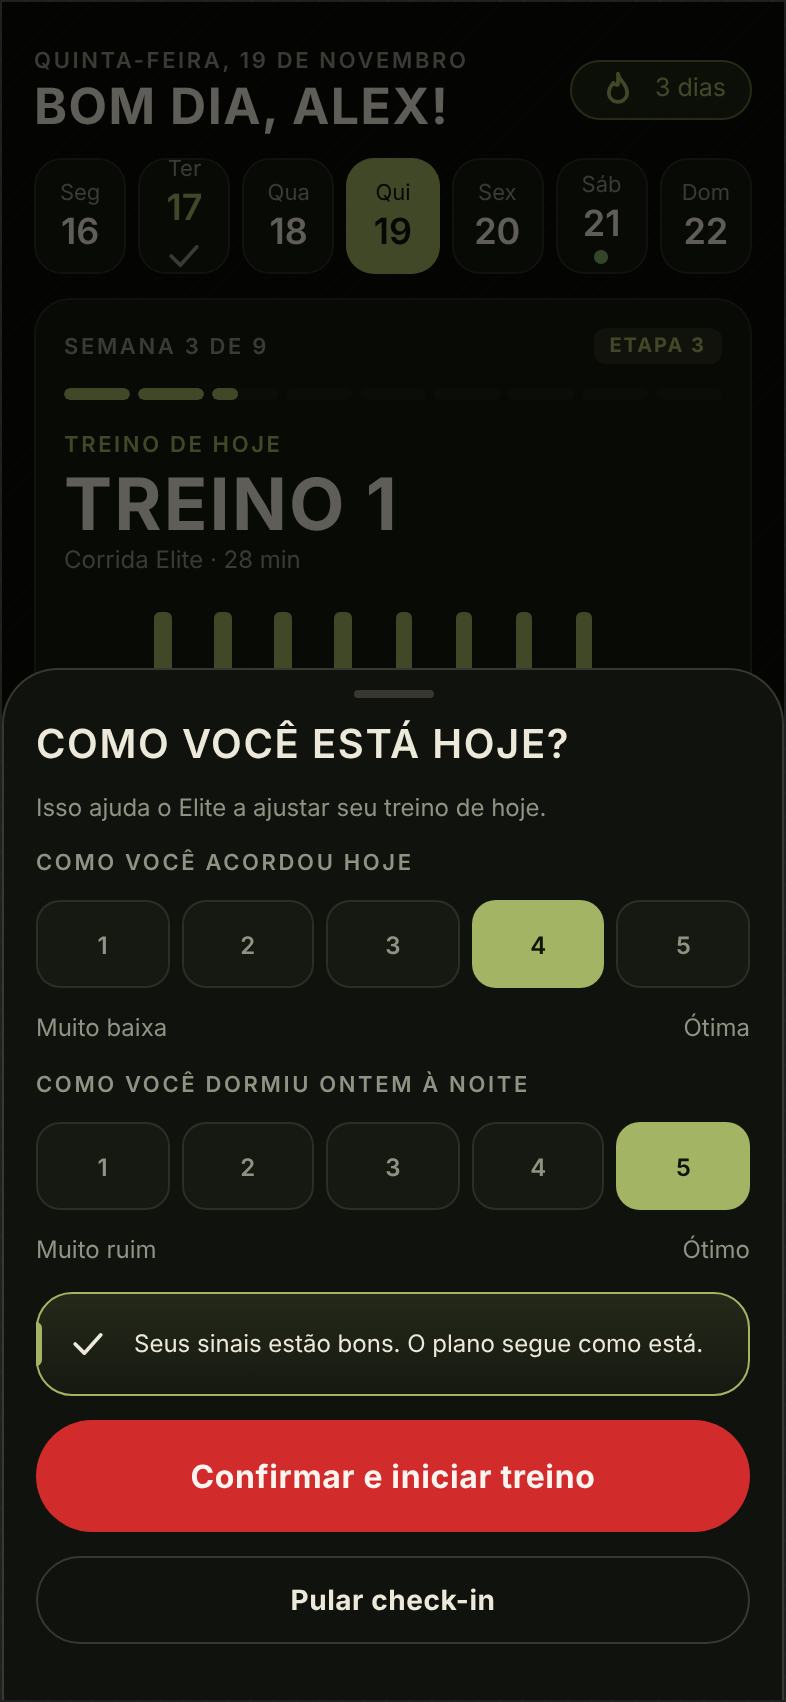 QUINTA-FEIRA, 19 DE NOVEMBRO
BOM DIA, ALEX!
3 dias
Seg Ter Qua Qui Sex Sáb Dom
16 17 18 19 20 21 22
SEMANA 3 DE 9
ETAPA 3
TREINO DE HOJE
TREINO 1
Corrida Elite · 28 min
COMO VOCÊ ESTÁ HOJE?
Isso ajuda o Elite a ajustar seu treino de hoje.
COMO VOCÊ ACORDOU HOJE
1 2 3 4 5
Muito baixa Ótima
COMO VOCÊ DORMIU ONTEM À NOITE
1 2 3 4 5
Muito ruim Ótimo
Seus sinais estão bons. O plano segue como está.
Confirmar e iniciar treino
Pular check-in